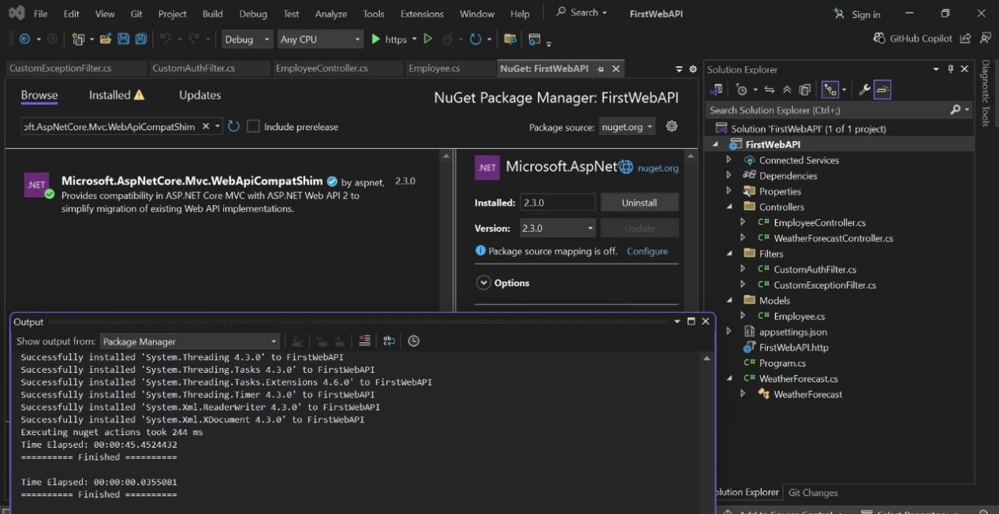 File Edit View Git Project Build Debug Test Analyze Tools Extensions Window Help Search FirstWebAPI Sign in
Debug Any CPU https GitHub Copilot
CustomExceptionFilter.cs CustomAuthFilter.cs EmployeeController.cs Employee.cs NuGet: FirstWebAPI
Browse Installed Updates NuGet Package Manager: FirstWebAPI
oft.AspNetCore.Mvc.WebApiCompatShim Include prerelease Package source: nuget.org
.NET Microsoft.AspNetCore.Mvc.WebApiCompatShim by aspnet, 2.3.0
Provides compatibility in ASP.NET Core MVC with ASP.NET Web API 2 to
simplify migration of existing Web API implementations.
.NET Microsoft.AspNet nuget.org
Installed: 2.3.0 Uninstall
Version: 2.3.0 Update
Package source mapping is off. Configure
Options
Output
Show output from: Package Manager
Successfully installed 'System.Threading 4.3.0' to FirstWebAPI
Successfully installed 'System.Threading.Tasks 4.3.0' to FirstWebAPI
Successfully installed 'System.Threading.Tasks.Extensions 4.6.0' to FirstWebAPI
Successfully installed 'System.Threading.Timer 4.3.0' to FirstWebAPI
Successfully installed 'System.Xml.ReaderWriter 4.3.0' to FirstWebAPI
Successfully installed 'System.Xml.XDocument 4.3.0' to FirstWebAPI
Executing nuget actions took 244 ms
Time Elapsed: 00:00:45.4524432
========== Finished ==========
Time Elapsed: 00:00:00.0355081
========== Finished ==========
Solution Explorer
Search Solution Explorer (Ctrl+;)
Solution 'FirstWebAPI' (1 of 1 project)
FirstWebAPI
Connected Services
Dependencies
Properties
Controllers
C# EmployeeController.cs
C# WeatherForecastController.cs
Filters
C# CustomAuthFilter.cs
C# CustomExceptionFilter.cs
Models
C# Employee.cs
appsettings.json
FirstWebAPI.http
C# Program.cs
C# WeatherForecast.cs
WeatherForecast
olution Explorer Git Changes
Diagnostic Tools